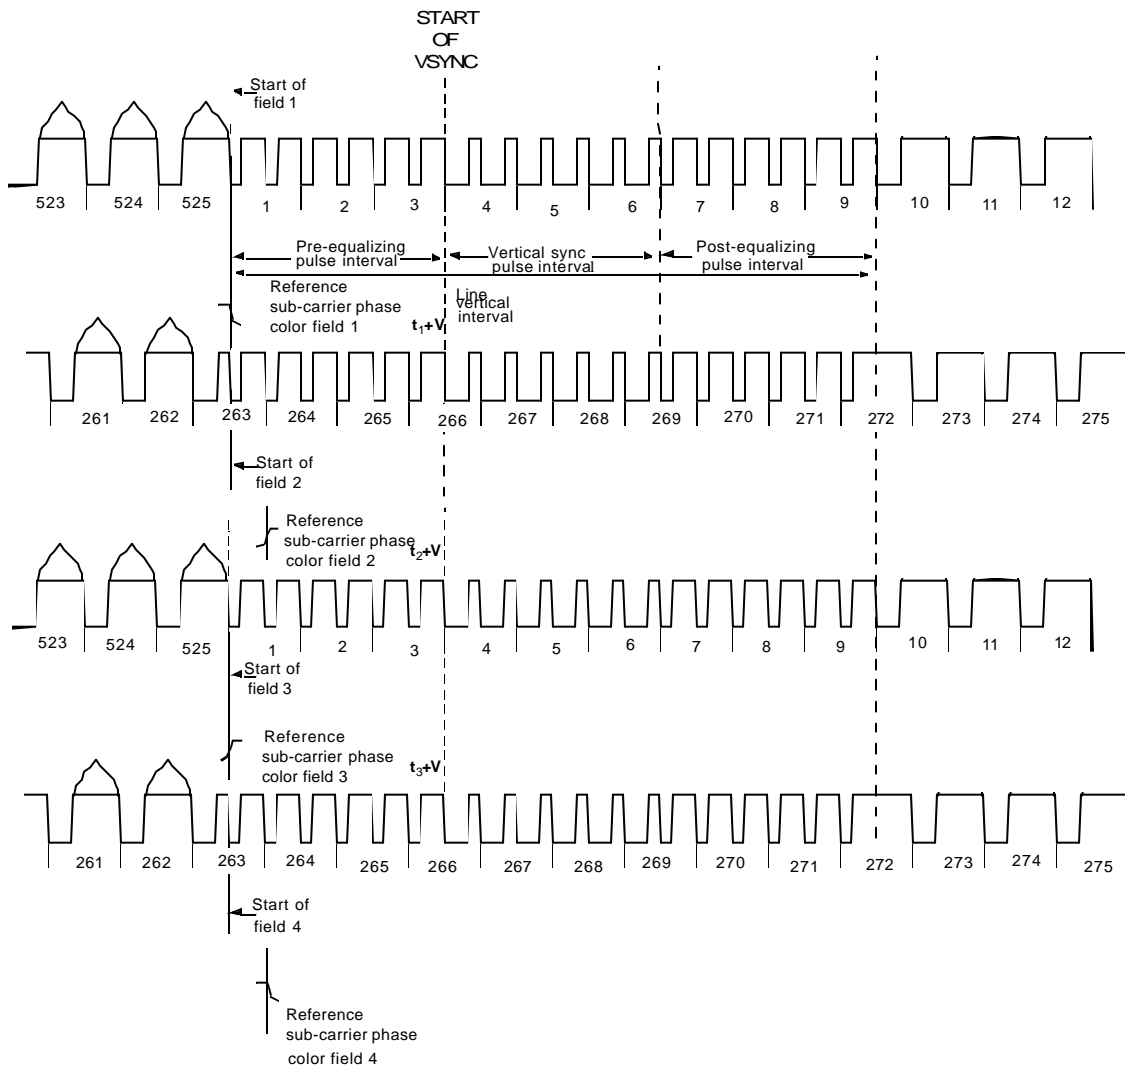 START
OF
VSYNC
Start of
field 1
523 524 525 1 2 3 4 5 6 7 8 9 10 11 12
Pre-equalizing
pulse interval
Vertical sync
pulse interval
Post-equalizing
pulse interval
Reference
sub-carrier phase
color field 1
t1+V
Line
vertical
interval
261 262 263 264 265 266 267 268 269 270 271 272 273 274 275
Start of
field 2
Reference
sub-carrier phase
color field 2
t2+V
523 524 525 1 2 3 4 5 6 7 8 9 10 11 12
Start of
field 3
Reference
sub-carrier phase
color field 3
t3+V
261 262 263 264 265 266 267 268 269 270 271 272 273 274 275
Start of
field 4
Reference
sub-carrier phase
color field 4